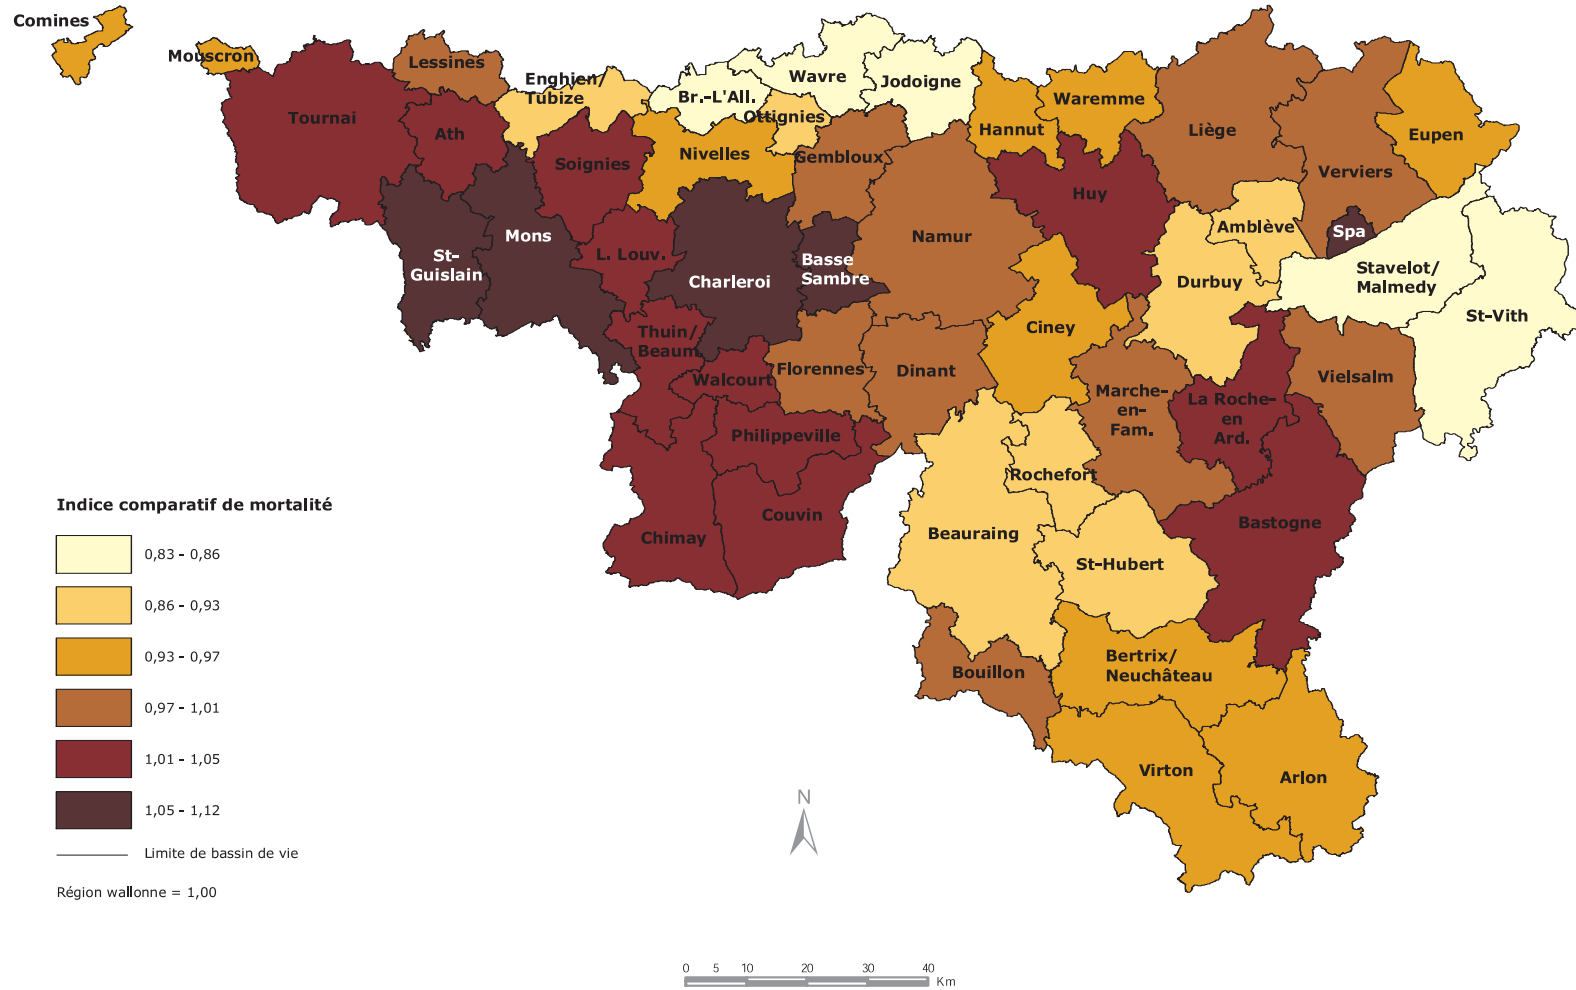 Comines
Mouscron
Lessines
Tournai
Ath
Enghien/
Tubize
Soignies
Br.-L'All.
Wavre
Jodoigne
Ottignies
Nivelles
Gembloux
Hannut
Waremme
Liège
Verviers
Eupen
Huy
Namur
Amblève
Spa
Durbuy
Stavelot/
Malmedy
St-Vith
St-
Guislain
Mons
L. Louv.
Charleroi
Basse
Sambre
Thuin/
Beaum.
Walcourt
Florennes
Dinant
Ciney
Marche-
en-
Fam.
La Roche-
en
Ard.
Vielsalm
Philippeville
Chimay
Couvin
Rochefort
Beauraing
St-Hubert
Bastogne
Bouillon
Bertrix/
Neuchâteau
Virton
Arlon
Indice comparatif de mortalité
0,83 - 0,86
0,86 - 0,93
0,93 - 0,97
0,97 - 1,01
1,01 - 1,05
1,05 - 1,12
Limite de bassin de vie
Région wallonne = 1,00
N
0 5 10 20 30 40
Km